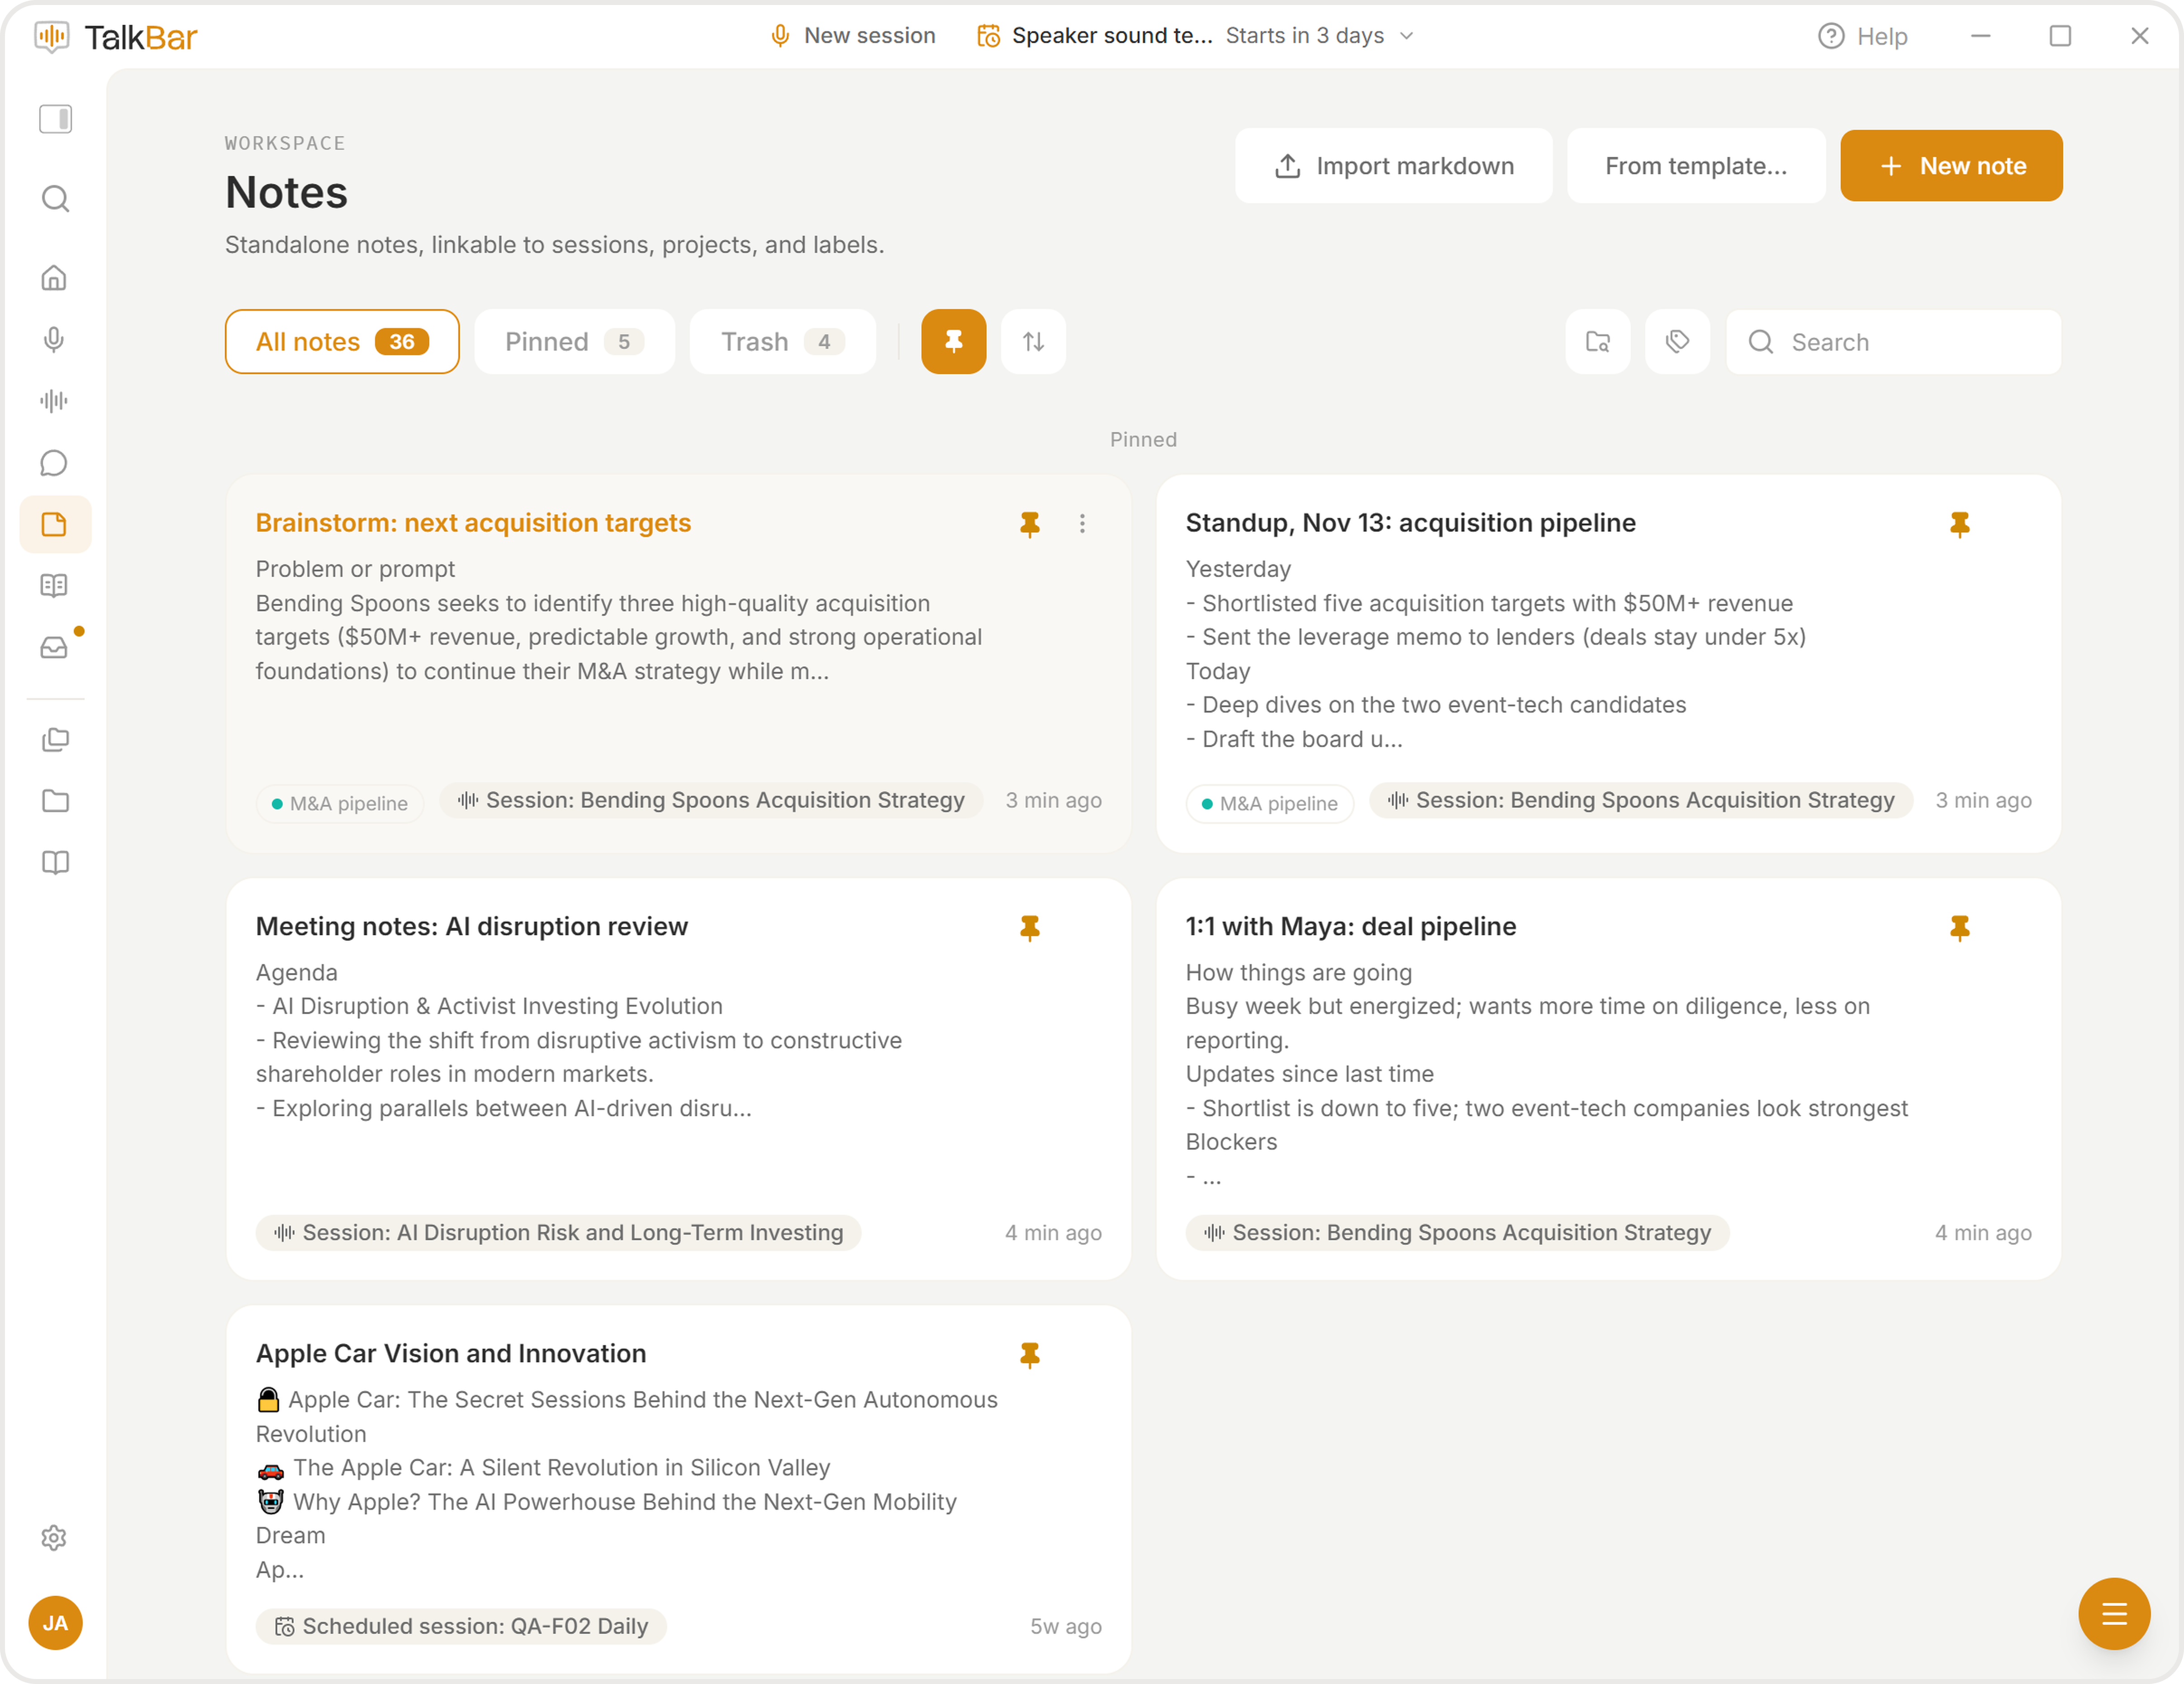 TalkBar
New session
Speaker sound te... Starts in 3 days
Help
WORKSPACE
Notes
Standalone notes, linkable to sessions, projects, and labels.
Import markdown
From template...
New note
All notes 36
Pinned 5
Trash 4
Search
Pinned
Brainstorm: next acquisition targets
Problem or prompt
Bending Spoons seeks to identify three high-quality acquisition
targets ($50M+ revenue, predictable growth, and strong operational
foundations) to continue their M&A strategy while m...
M&A pipeline
Session: Bending Spoons Acquisition Strategy
3 min ago
Standup, Nov 13: acquisition pipeline
Yesterday
- Shortlisted five acquisition targets with $50M+ revenue
- Sent the leverage memo to lenders (deals stay under 5x)
Today
- Deep dives on the two event-tech candidates
- Draft the board u...
M&A pipeline
Session: Bending Spoons Acquisition Strategy
3 min ago
Meeting notes: AI disruption review
Agenda
- AI Disruption & Activist Investing Evolution
- Reviewing the shift from disruptive activism to constructive
shareholder roles in modern markets.
- Exploring parallels between AI-driven disru...
Session: AI Disruption Risk and Long-Term Investing
4 min ago
1:1 with Maya: deal pipeline
How things are going
Busy week but energized; wants more time on diligence, less on
reporting.
Updates since last time
- Shortlist is down to five; two event-tech companies look strongest
Blockers
- ...
Session: Bending Spoons Acquisition Strategy
4 min ago
Apple Car Vision and Innovation
🔒 Apple Car: The Secret Sessions Behind the Next-Gen Autonomous
Revolution
🚗 The Apple Car: A Silent Revolution in Silicon Valley
🤖 Why Apple? The AI Powerhouse Behind the Next-Gen Mobility
Dream
Ap...
Scheduled session: QA-F02 Daily
5w ago
JA